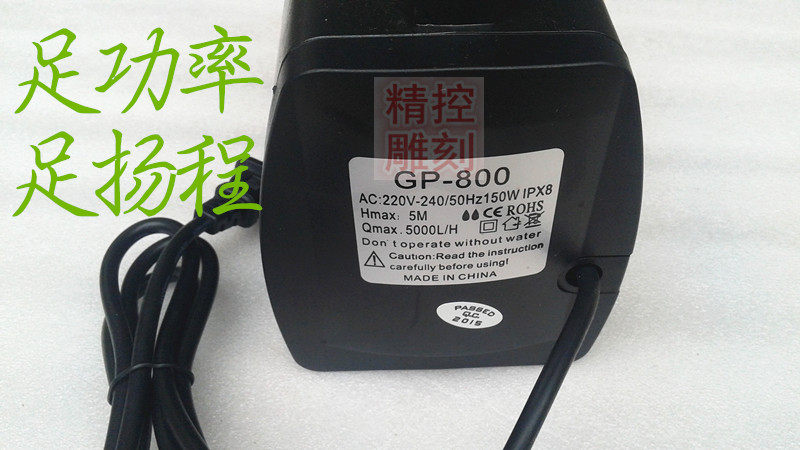 足功率
足扬程
精控
雕刻
GP-800
AC:220V-240/50Hz150W IPX8
Hmax: 5M
CE ROHS
Qmax. 5000L/H
Don`t operate without water
Caution:Read the instruction
carefully before using!
MADE IN CHINA
PASSED
Q.C.
2015